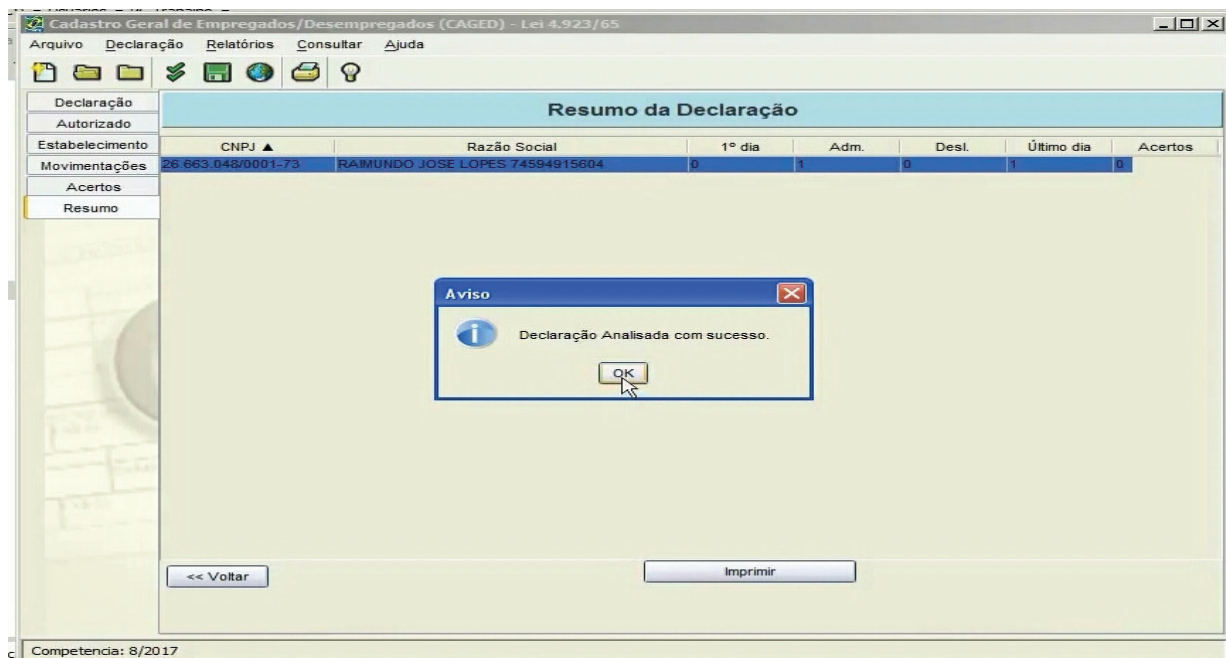 Cadastro Geral de Empregados/Desempregados (CAGED) - Lei 4.923/65
Arquivo Declaração Relatórios Consultar Ajuda
Declaração
Autorizado
Estabelecimento
Movimentações
Acertos
Resumo
Resumo da Declaração
CNPJ ▲ Razão Social 1º dia Adm. Desl. Último dia Acertos
26.663.048/0001-73 RAIMUNDO JOSE LOPES 74594915604 0 1 0 1 0
Aviso
Declaração Analisada com sucesso.
OK
<< Voltar
Imprimir
Competencia: 8/2017